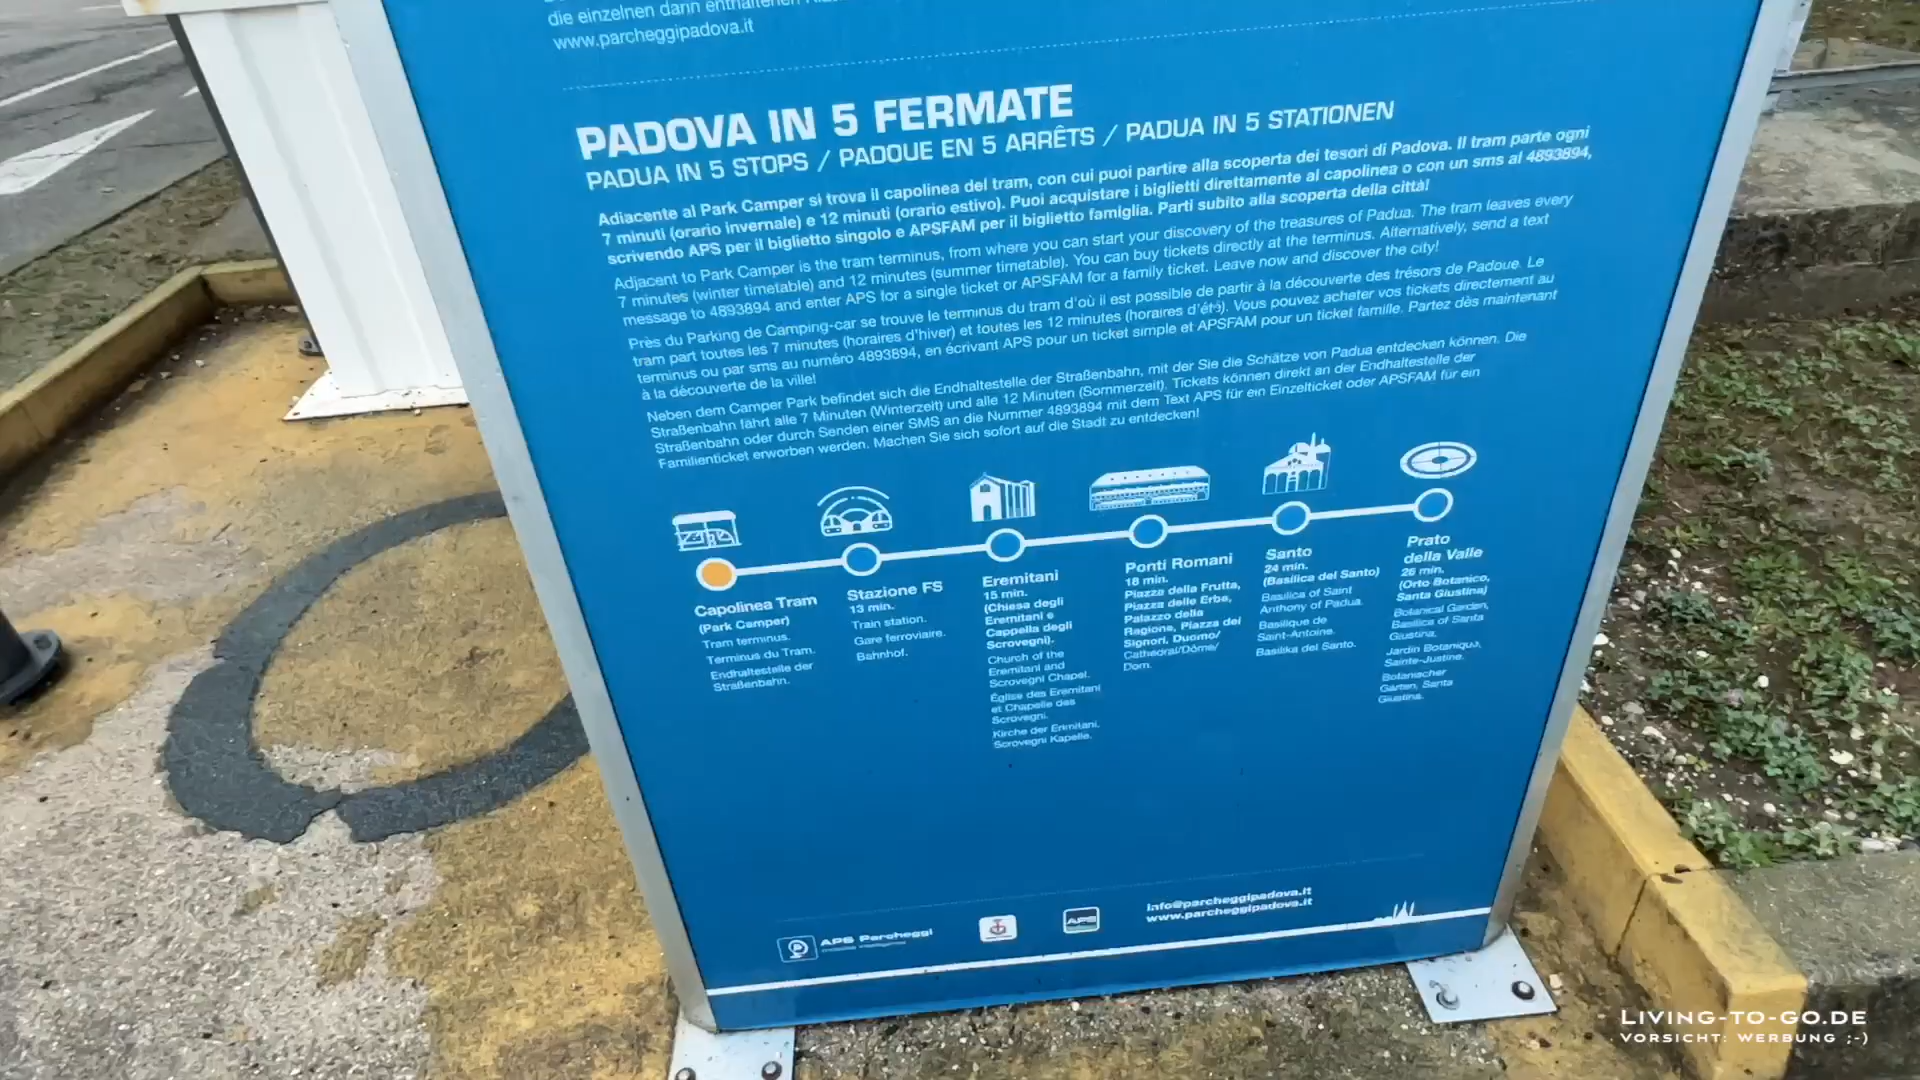 die einzelnen dann
www.parcheggipadova.it
PADOVA IN 5 FERMATE
PADUA IN 5 STOPS / PADOUE EN 5 ARRÊTS / PADUA IN 5 STATIONEN
Adiacente al Park Camper si trova il capolinea del tram, con cui puoi partire alla scoperta dei tesori di Padova. Il tram parte ogni
7 minuti (orario invernale) e 12 minuti (orario estivo). Puoi acquistare i biglietti direttamente al capolinea o con un sms al 4893894,
scrivendo APS per il biglietto singolo e APSFAM per il biglietto famiglia. Parti subito alla scoperta della città!
Adjacent to Park Camper is the tram terminus, from where you can start your discovery of the treasures of Padua. The tram leaves every
7 minutes (winter timetable) and 12 minutes (summer timetable). You can buy tickets directly at the terminus. Alternatively, send a text
message to 4893894 and enter APS for a single ticket or APSFAM for a family ticket. Leave now and discover the city!
Près du Parking de Camping-car se trouve le terminus du tram d'où il est possible de partir à la découverte des trésors de Padoue. Le
tram part toutes les 7 minutes (horaires d'hiver) et toutes les 12 minutes (horaires d'été). Vous pouvez acheter vos tickets directement au
terminus ou par sms au numéro 4893894, en écrivant APS pour un ticket simple et APSFAM pour un ticket famille. Partez dès maintenant
à la découverte de la ville!
Neben dem Camper Park befindet sich die Endhaltestelle der Straßenbahn, mit der Sie die Schätze von Padua entdecken können. Die
Straßenbahn fährt alle 7 Minuten (Winterzeit) und alle 12 Minuten (Sommerzeit). Tickets können direkt an der Endhaltestelle der
Straßenbahn oder durch Senden einer SMS an die Nummer 4893894 mit dem Text APS für ein Einzelticket oder APSFAM für ein
Familienticket erworben werden. Machen Sie sich sofort auf die Stadt zu entdecken!
Capolinea Tram
(Park Camper)
Tram terminus.
Terminus du Tram.
Endhaltestelle der
Straßenbahn.
Stazione FS
13 min.
Train station.
Gare ferroviaire.
Bahnhof.
Eremitani
15 min.
(Chiesa degli
Eremitani e
Cappella degli
Scrovegni).
Church of the
Eremitani and
Scrovegni Chapel.
Église des Eremitani
et Chapelle des
Scrovegni.
Kirche der Ermitani,
Scrovegni Kapelle.
Ponti Romani
18 min.
Piazza della Frutta,
Piazza delle Erbe,
Palazzo della
Ragione, Piazza dei
Signori, Duomo/
Cathedral/Dôme/
Dom.
Santo
24 min.
(Basilica del Santo)
Basilica of Saint
Anthony of Padua.
Basilique de
Saint-Antoine.
Basilika del Santo.
Prato
della Valle
26 min.
(Orto Botanico,
Santa Giustina)
Botanical Garden,
Basilica of Santa
Giustina.
Jardin Botanique,
Sainte-Justine.
Botanischer
Garten, Santa
Giustina.
APS Parcheggi
APS
info@parcheggipadova.it
www.parcheggipadova.it
LIVING-TO-GO.DE
VORSICHT: WERBUNG ;-)